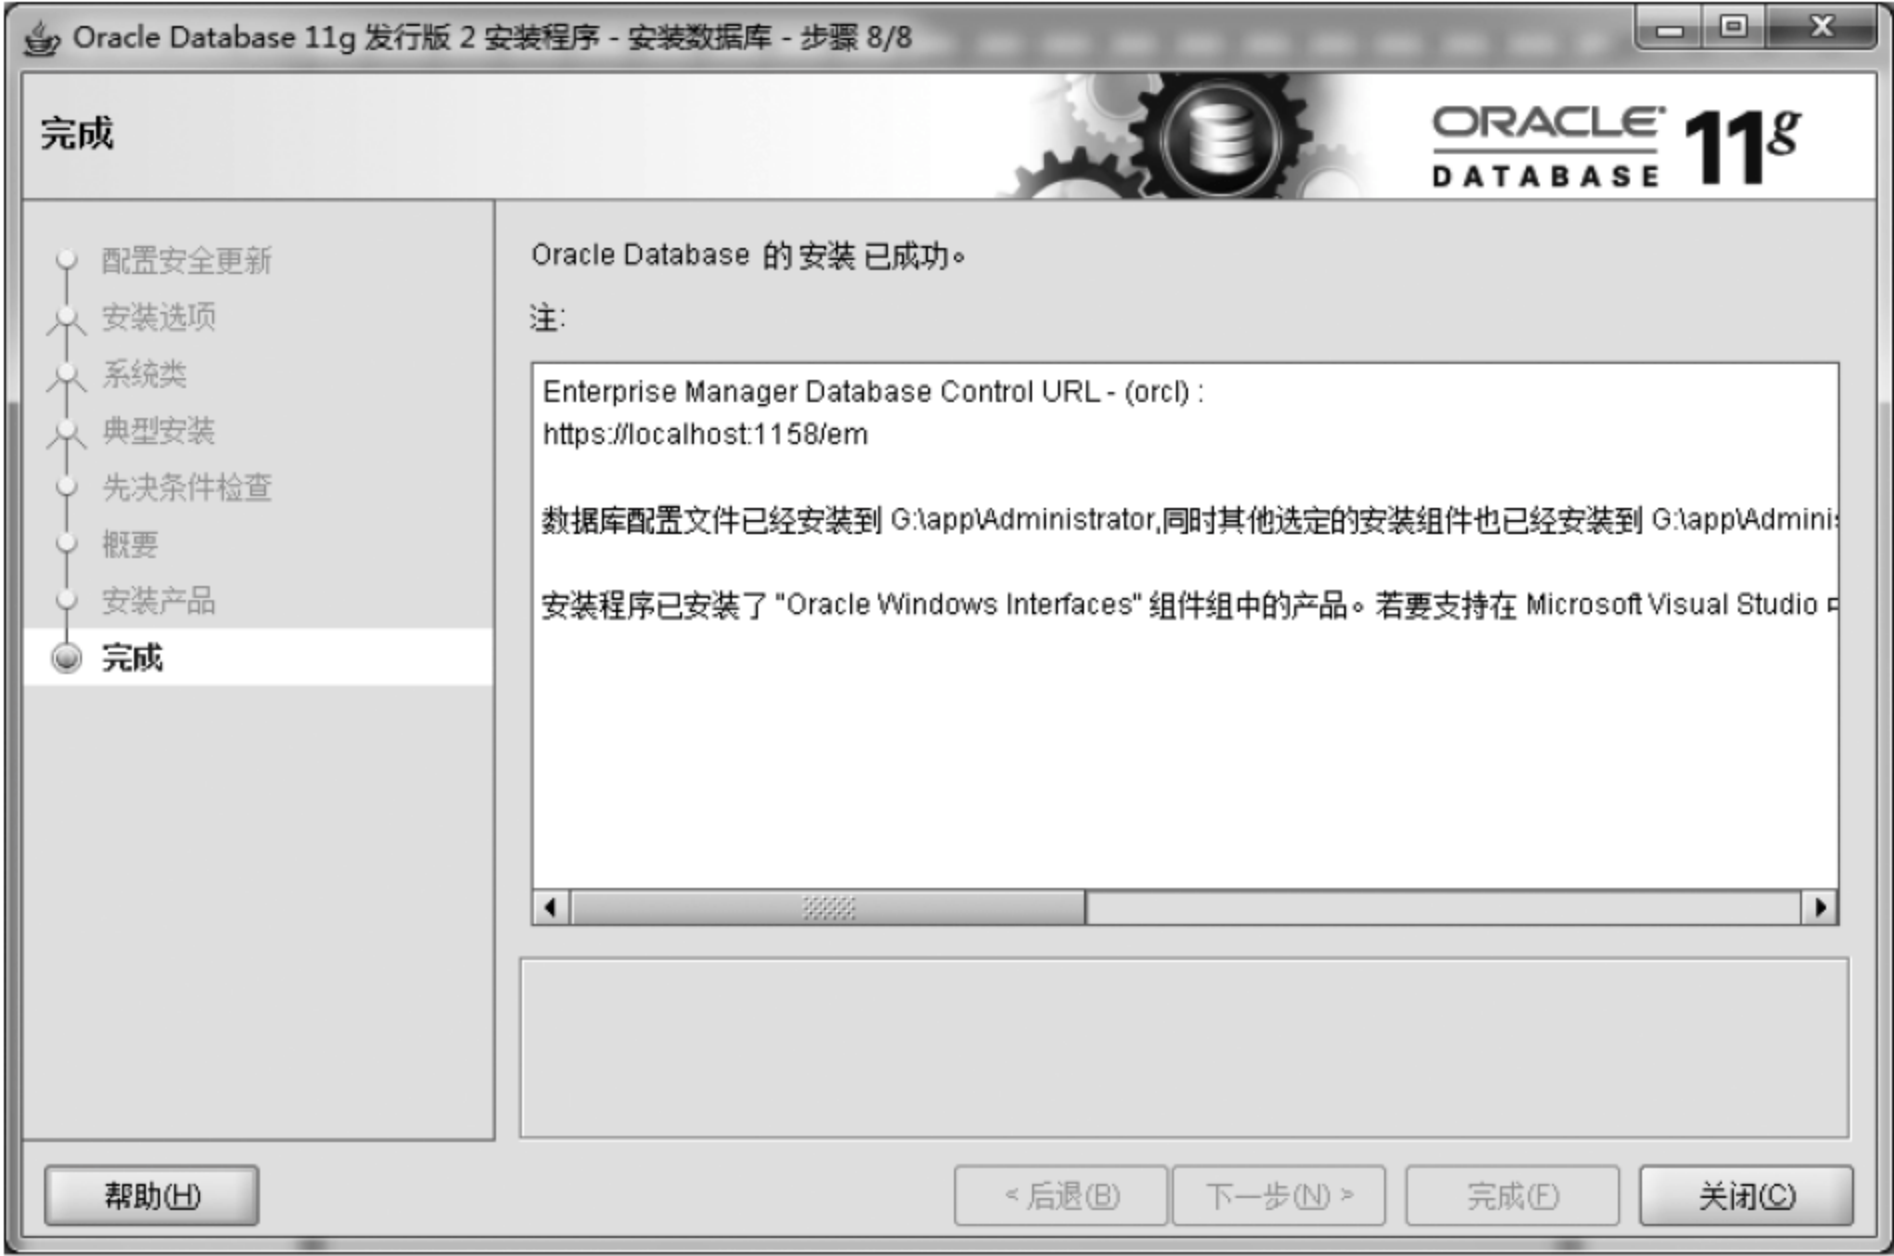 Oracle Database 11g 发行版 2 安装程序 - 安装数据库 - 步骤 8/8
完成
ORACLE
DATABASE
11g
配置安全更新
安装选项
系统类
典型安装
先决条件检查
概要
安装产品
完成
Oracle Database 的 安装 已成功。
注:
Enterprise Manager Database Control URL - (orcl) :
https://localhost:1158/em
数据库配置文件已经安装到 G:\app\Administrator,同时其他选定的安装组件也已经安装到 G:\app\Adminis
安装程序已安装了 "Oracle Windows Interfaces" 组件组中的产品。若要支持在 Microsoft Visual Studio
帮助(H)
< 后退(B)
下一步(N) >
完成(F)
关闭(C)